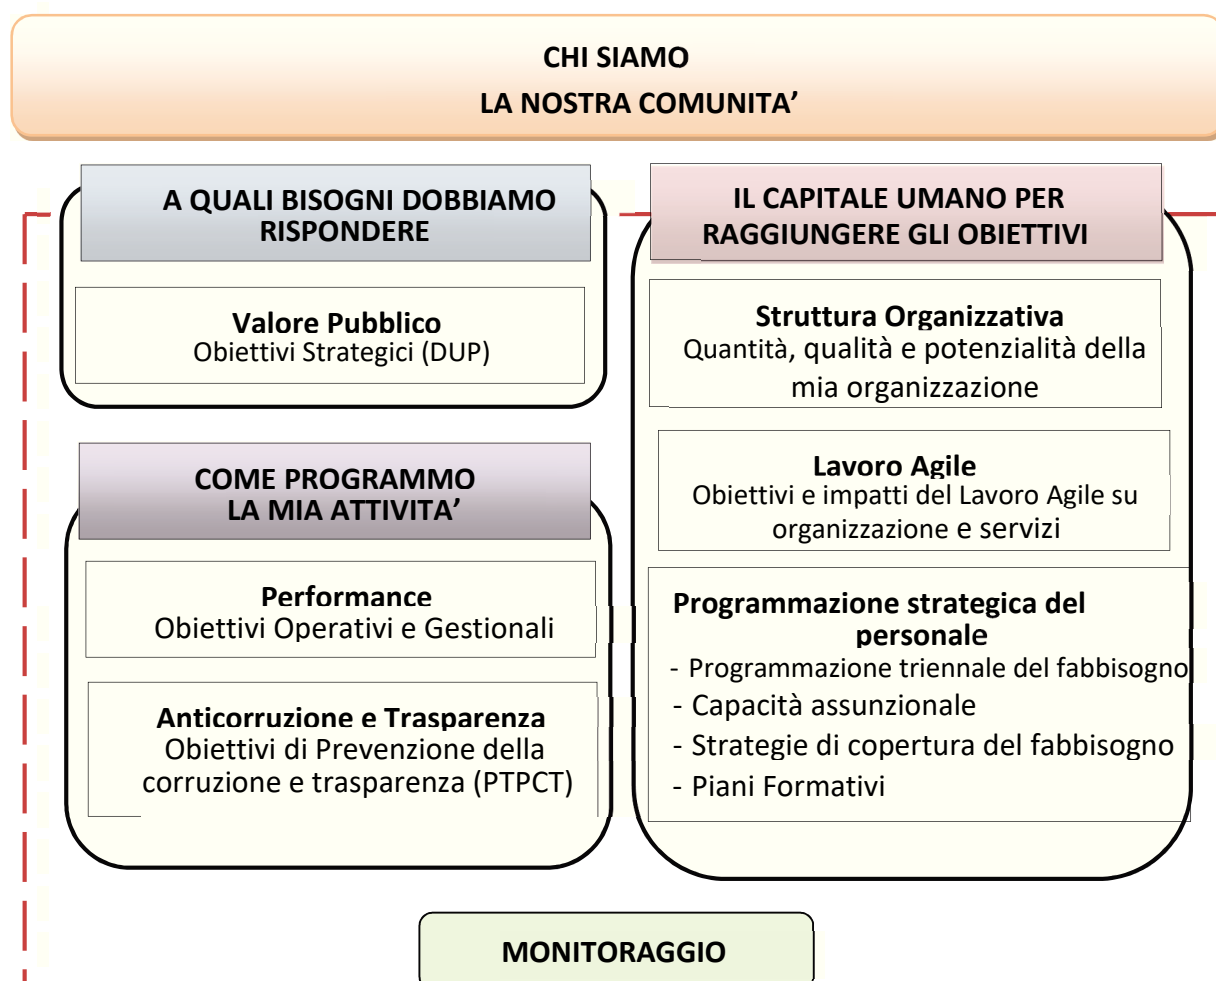 CHI SIAMO
LA NOSTRA COMUNITA’
A QUALI BISOGNI DOBBIAMO
RISPONDERE
Valore Pubblico
Obiettivi Strategici (DUP)
COME PROGRAMMO
LA MIA ATTIVITA’
Performance
Obiettivi Operativi e Gestionali
Anticorruzione e Trasparenza
Obiettivi di Prevenzione della
corruzione e trasparenza (PTPCT)
IL CAPITALE UMANO PER
RAGGIUNGERE GLI OBIETTIVI
Struttura Organizzativa
Quantità, qualità e potenzialità della
mia organizzazione
Lavoro Agile
Obiettivi e impatti del Lavoro Agile su
organizzazione e servizi
Programmazione strategica del
personale
- Programmazione triennale del fabbisogno
- Capacità assunzionale
- Strategie di copertura del fabbisogno
- Piani Formativi
MONITORAGGIO